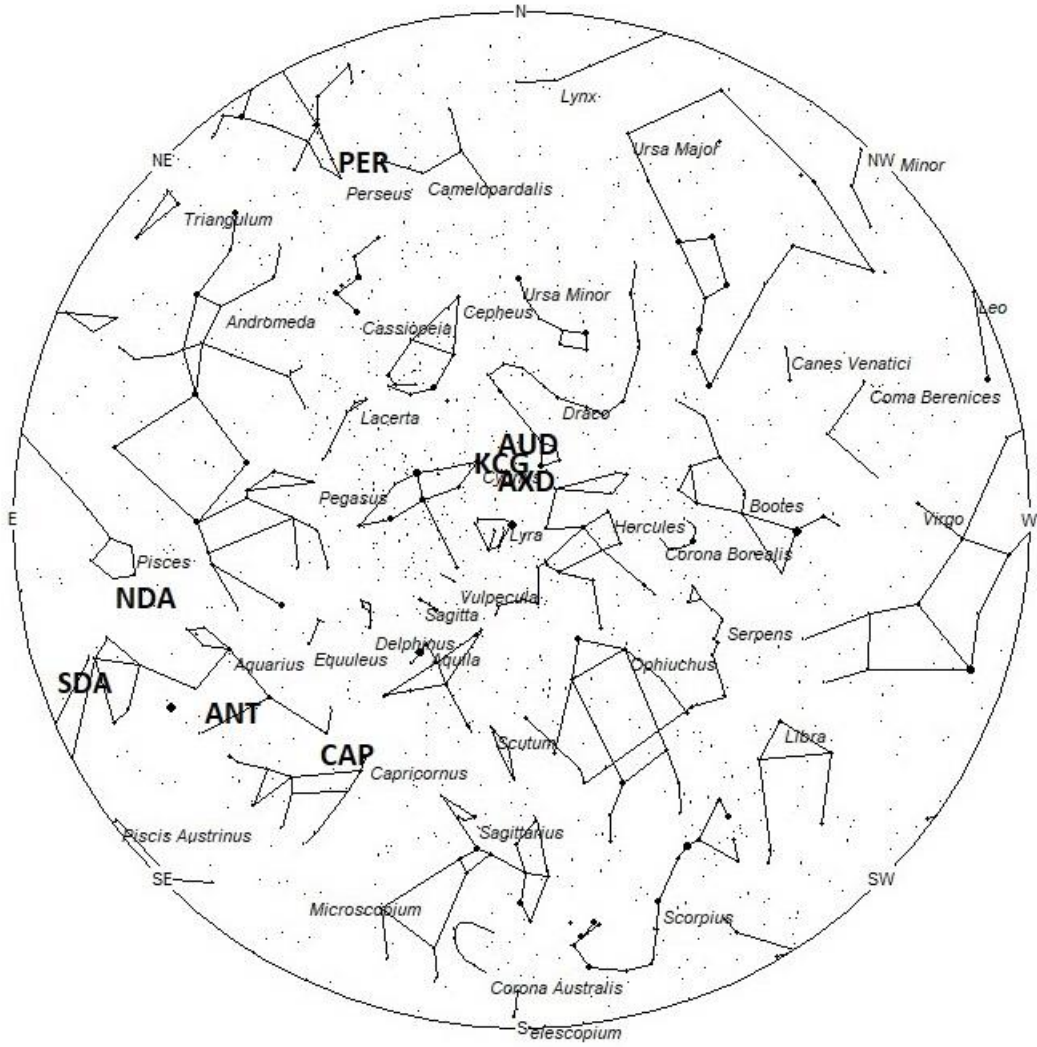 N
Lynx
Ursa Major
NE
PER
NW Minor
Perseus
Camelopardalis
Triangulum
Ursa Minor
Leo
Cepheus
Andromeda
Cassiopeia
Canes Venatici
Coma Berenices
Lacerta
Draco
AUD
KCG
AXD
Pegasus
Bootes
E
Virgo
W
Hercules
Lyra
Corona Borealis
Pisces
NDA
Vulpecula
Sagitta
Serpens
Delphinus
Aquarius
Equuleus
Aquila
Ophiuchus
SDA
ANT
Libra
Scutum
CAP
Capricornus
Piscis Austrinus
Sagittarius
SE
SW
Microscopium
Scorpius
Corona Australis
S
elescopium